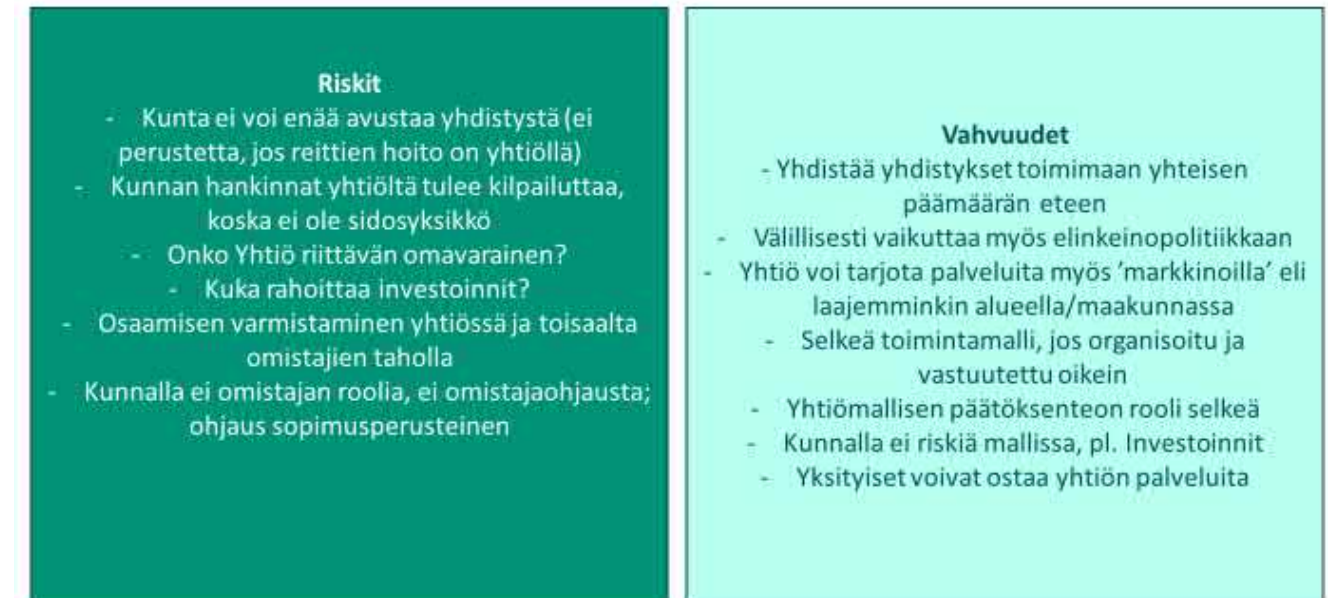 Riskit
- Kunta ei voi enää avustaa yhdistystä (ei
perustetta, jos reittien hoito on yhtiöllä)
- Kunnan hankinnat yhtiöltä tulee kilpailuttaa,
koska ei ole sidosyksikkö
- Onko Yhtiö riittävän omavarainen?
- Kuka rahoittaa investoinnit?
- Osaamisen varmistaminen yhtiössä ja toisaalta
omistajien taholla
- Kunnalla ei omistajan roolia, ei omistajaohjausta;
ohjaus sopimusperusteinen
Vahvuudet
- Yhdistää yhdistykset toimimaan yhteisen
päämäärän eteen
- Välillisesti vaikuttaa myös elinkeinopolitiikkaan
- Yhtiö voi tarjota palveluita myös ’markkinoilla’ eli
laajemminkin alueella/maakunnassa
- Selkeä toimintamalli, jos organisoitu ja
vastuutettu oikein
- Yhtiömallisen päätöksenteon rooli selkeä
- Kunnalla ei riskiä mallissa, pl. Investoinnit
- Yksityiset voivat ostaa yhtiön palveluita